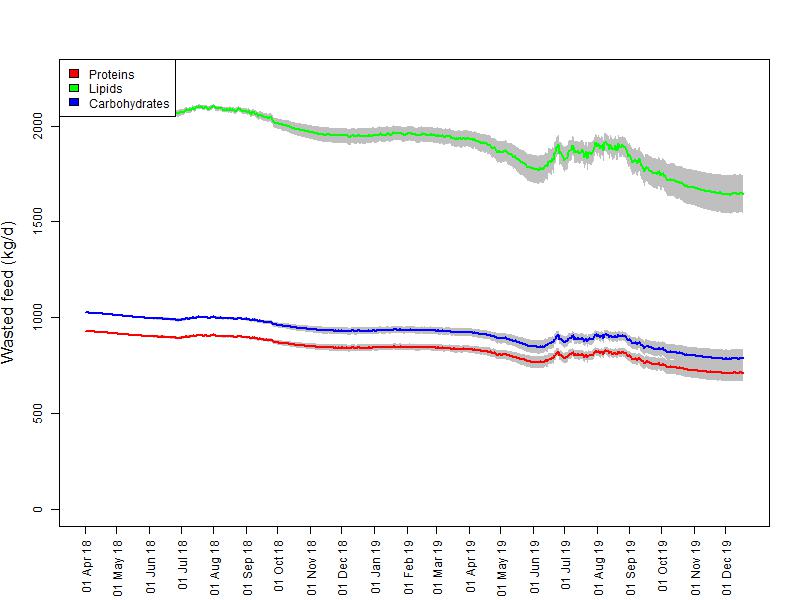 Proteins
Lipids
Carbohydrates
Wasted feed (kg/d)
2000
1500
1000
500
0
01 Apr 18
01 May 18
01 Jun 18
01 Jul 18
01 Aug 18
01 Sep 18
01 Oct 18
01 Nov 18
01 Dec 18
01 Jan 19
01 Feb 19
01 Mar 19
01 Apr 19
01 May 19
01 Jun 19
01 Jul 19
01 Aug 19
01 Sep 19
01 Oct 19
01 Nov 19
01 Dec 19